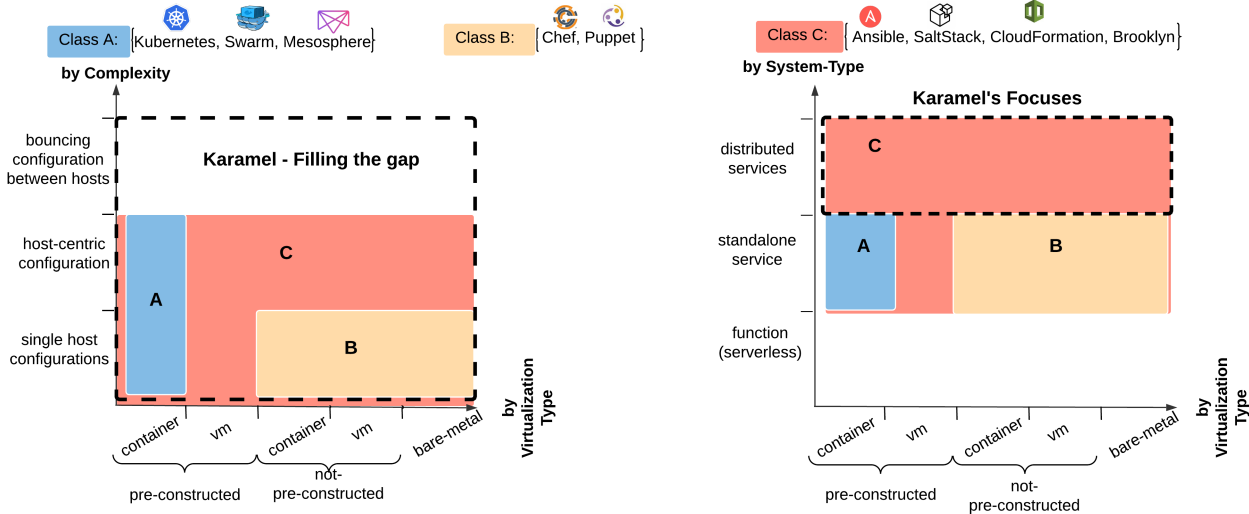 Class A:
{Kubernetes, Swarm, Mesosphere}
Class B:
{Chef, Puppet }
Class C:
{ Ansible, SaltStack, CloudFormation, Brooklyn}
by Complexity
bouncing
configuration
between hosts
host-centric
configuration
single host
configurations
Karamel - Filling the gap
C
A
B
container
vm
container
vm
bare-metal
pre-constructed
not-
pre-constructed
by
Virtualization
Type
by System-Type
Karamel's Focuses
distributed
services
standalone
service
function
(serverless)
C
A
B
container
vm
container
vm
bare-metal
pre-constructed
not-
pre-constructed
by
Virtualization
Type